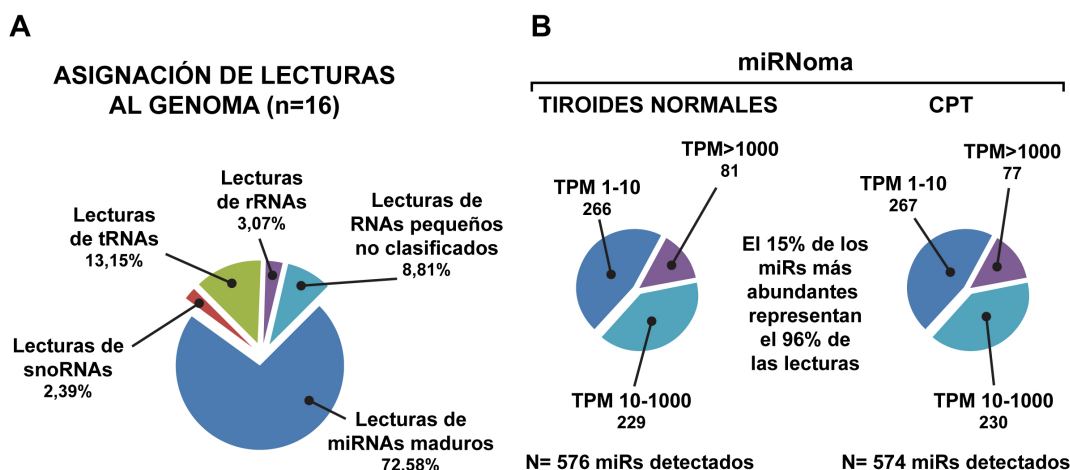 A
ASIGNACIÓN DE LECTURAS
AL GENOMA (n=16)
Lecturas
de rRNAs
3,07%
Lecturas de
RNAs pequeños
no clasificados
8,81%
Lecturas
de tRNAs
13,15%
Lecturas de
snoRNAs
2,39%
Lecturas de
miRNAs maduros
72,58%
B
miRNoma
TIROIDES NORMALES
TPM>1000
81
TPM 1-10
266
TPM 10-1000
229
N= 576 miRs detectados
El 15% de los
miRs más
abundantes
representan
el 96% de
las lecturas
CPT
TPM>1000
77
TPM 1-10
267
TPM 10-1000
230
N= 574 miRs detectados